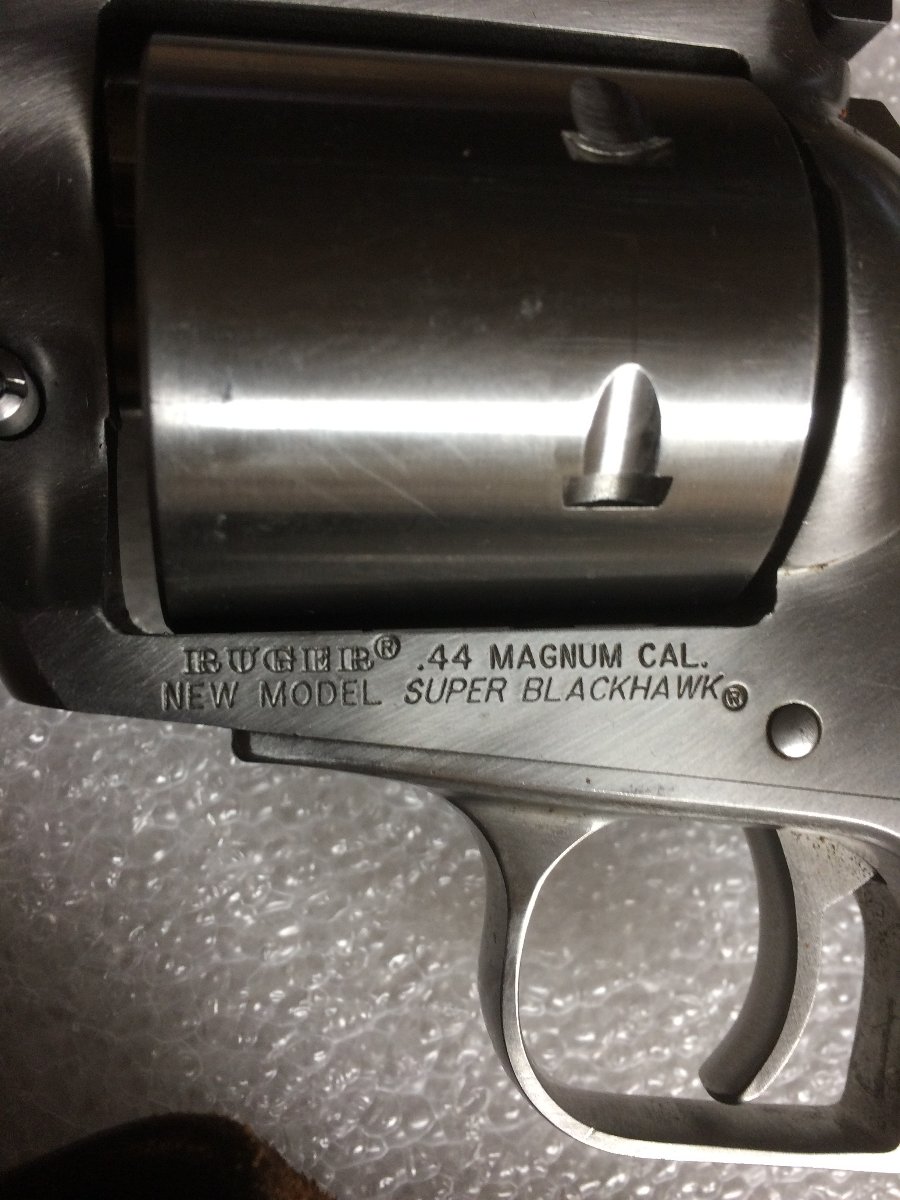 RUGER® .44 MAGNUM CAL.
NEW MODEL SUPER BLACKHAWK®